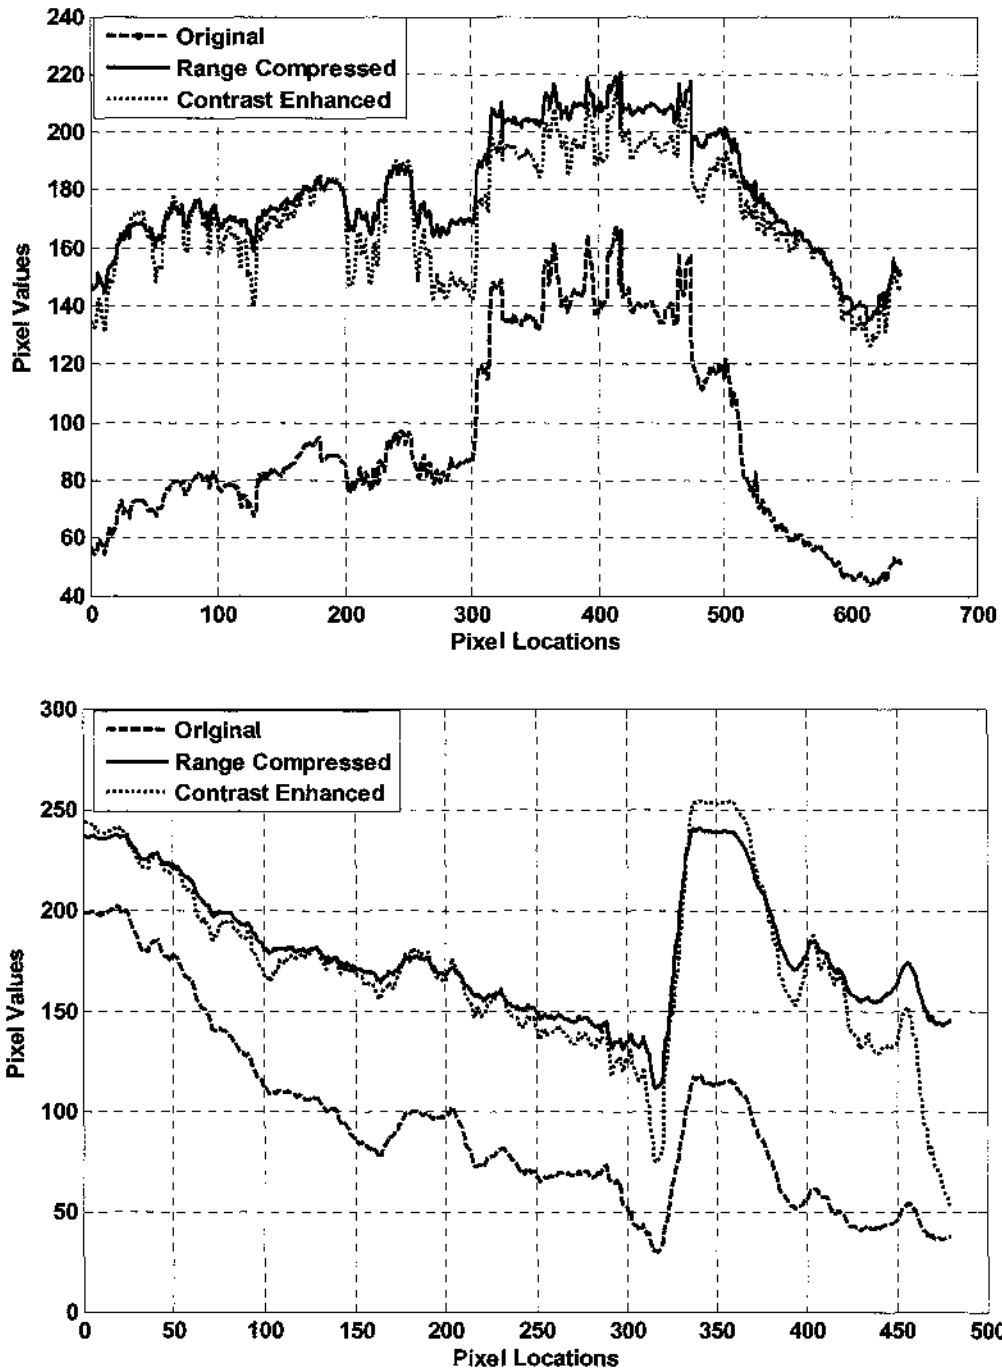 240
220
200
180
160
140
120
100
80
60
40
Pixel Values
Original
Range Compressed
Contrast Enhanced
0 100 200 300 400 500 600 700
Pixel Locations
300
250
200
150
100
50
0
Pixel Values
Original
Range Compressed
Contrast Enhanced
0 50 100 150 200 250 300 350 400 450 500
Pixel Locations